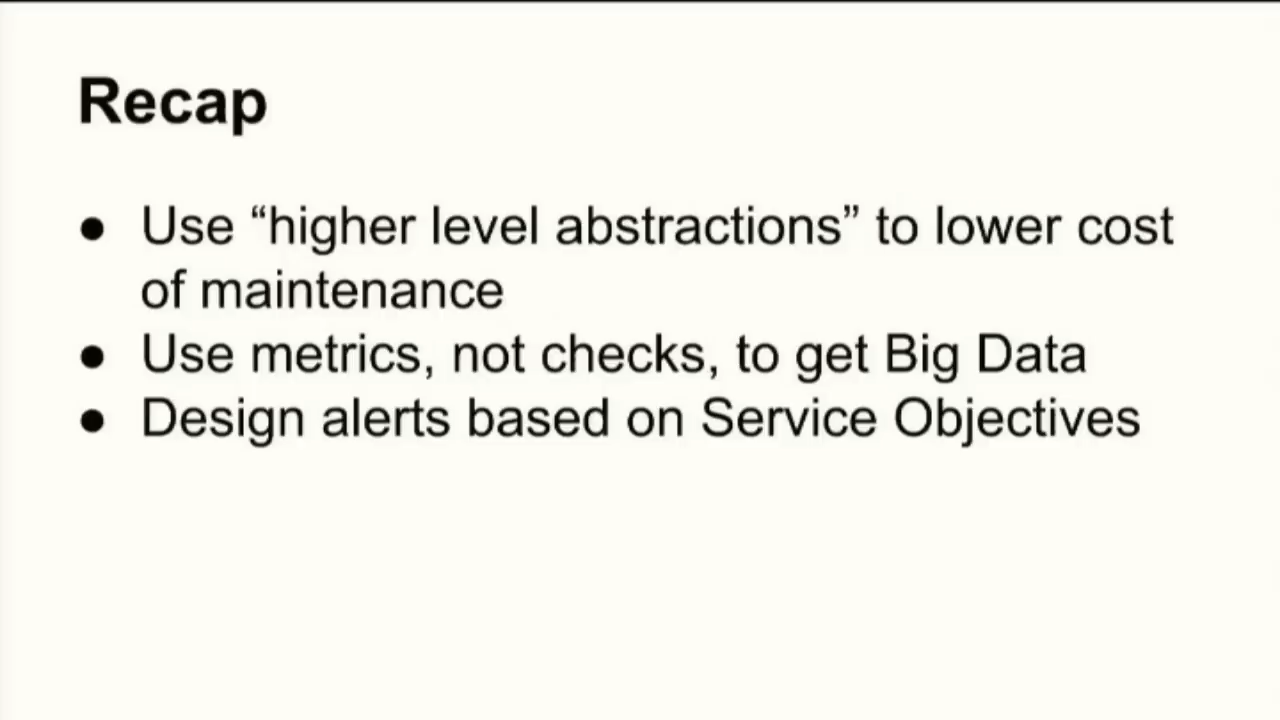 Recap
● Use “higher level abstractions” to lower cost
of maintenance
● Use metrics, not checks, to get Big Data
● Design alerts based on Service Objectives